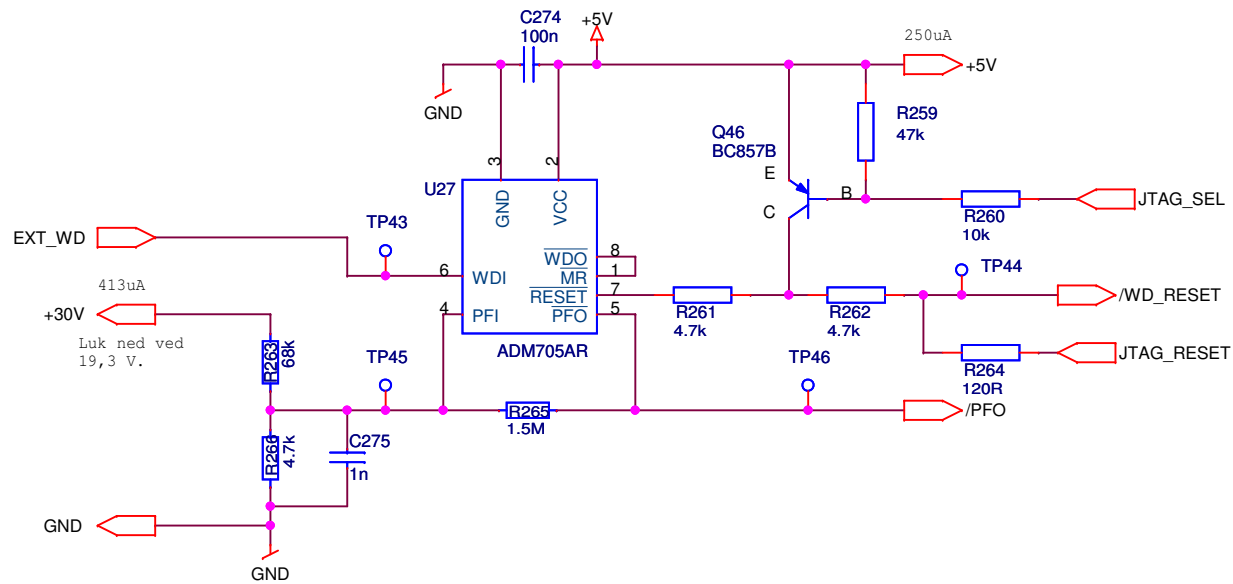 C274
100n
+5V
250uA
+5V
GND
R259
47k
Q46
BC857B
E
B
C
3
2
U27
GND
VCC
JTAG_SEL
R260
10k
TP43
EXT_WD
6
WDI
WDO
8
MR
1
TP44
413uA
RESET
7
R261
4.7k
R262
4.7k
/WD_RESET
+30V
4
PFI
PFO
5
Luk ned ved
19,3 V.
ADM705AR
JTAG_RESET
R264
120R
R263
68k
TP45
TP46
R265
1.5M
/PFO
R266
4.7k
C275
1n
GND
GND